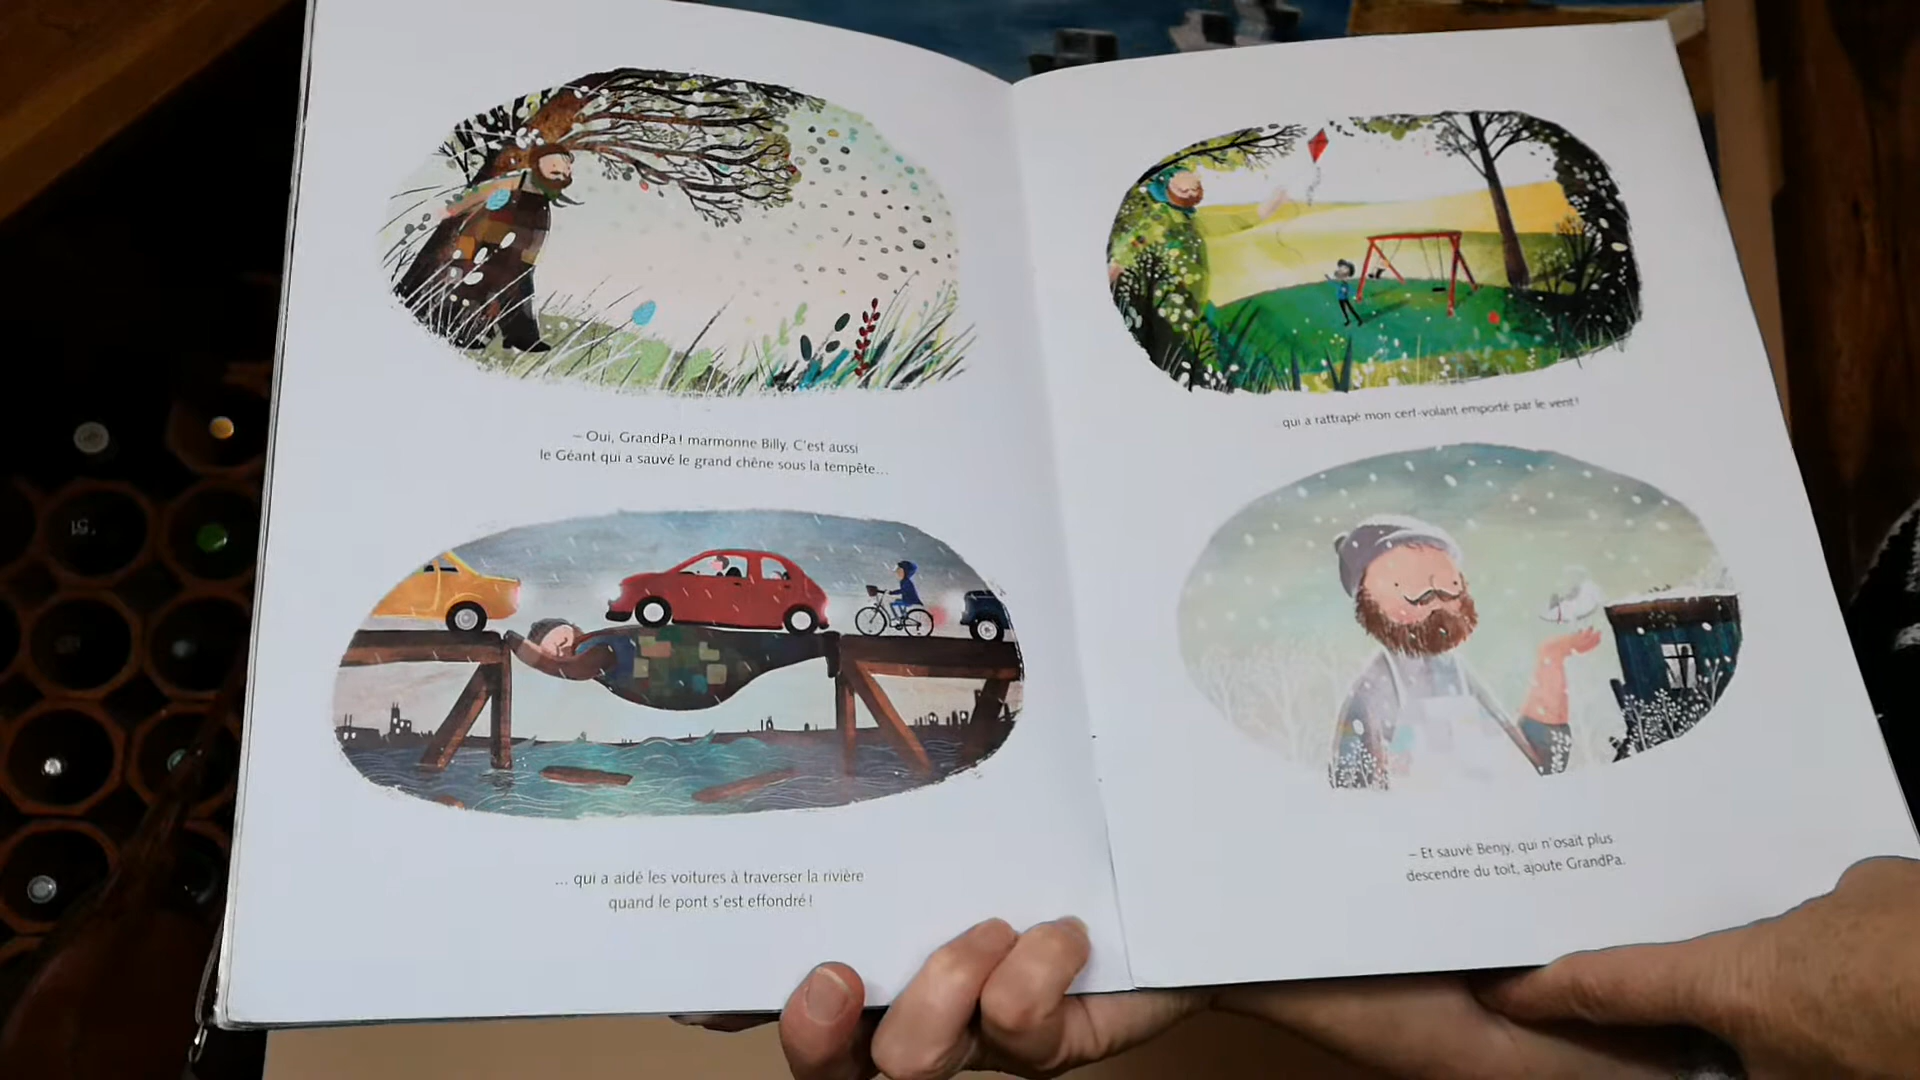 – Oui, GrandPa ! marmonne Billy. C'est aussi
le Géant qui a sauvé le grand chêne sous la tempête...
... qui a aidé les voitures à traverser la rivière
quand le pont s'est effondré !
...qui a rattrapé mon cerf-volant emporté par le vent !
– Et sauvé Benjy, qui n'osait plus
descendre du toit, ajoute GrandPa.